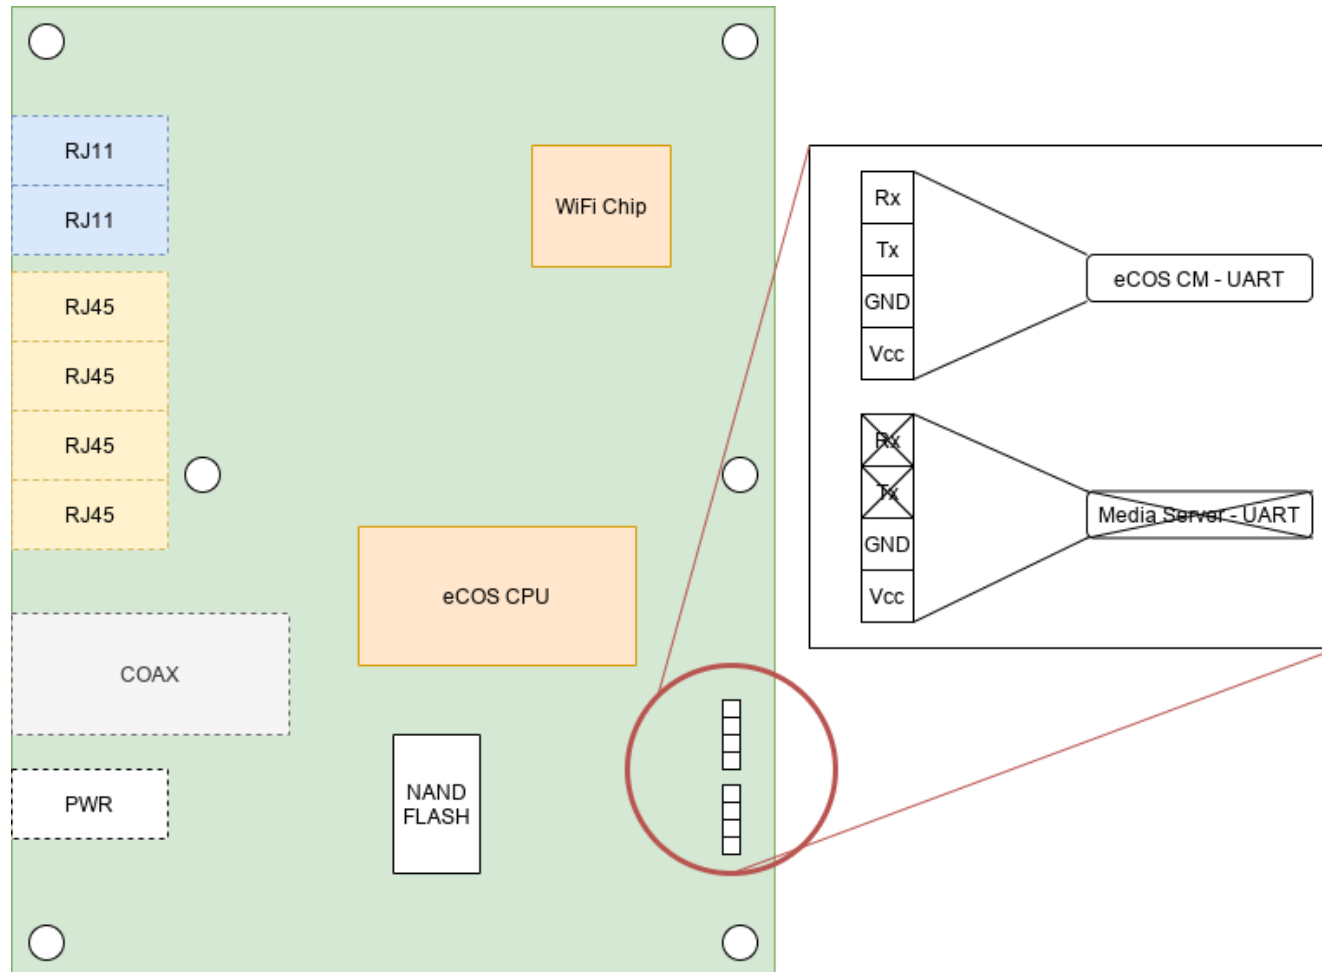 RJ11
RJ11
RJ45
RJ45
RJ45
RJ45
COAX
PWR
WiFi Chip
eCOS CPU
NAND
FLASH
Rx
Tx
GND
Vcc
eCOS CM - UART
Rx
Tx
GND
Vcc
Media Server - UART